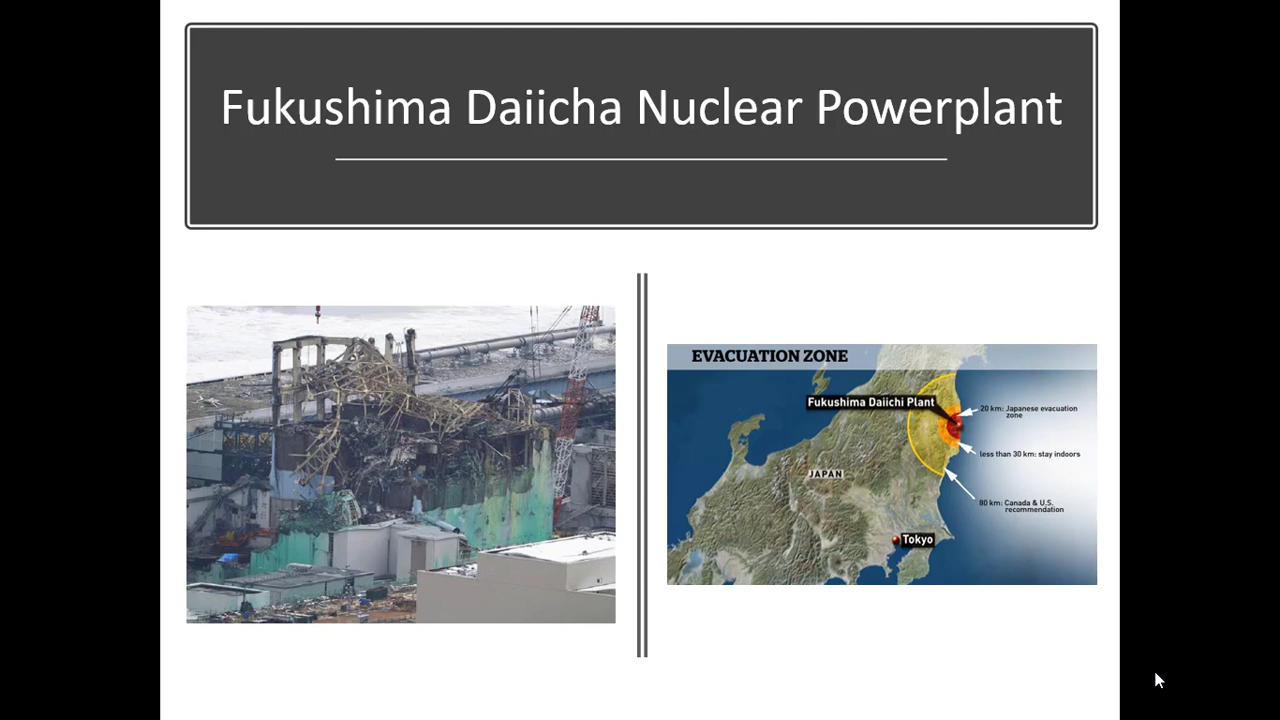 Fukushima Daiicha Nuclear Powerplant
EVACUATION ZONE
Fukushima Daiichi Plant
20 km: Japanese evacuation
zone
less than 30 km: stay indoors
JAPAN
80 km: Canada & U.S.
recommendation
Tokyo